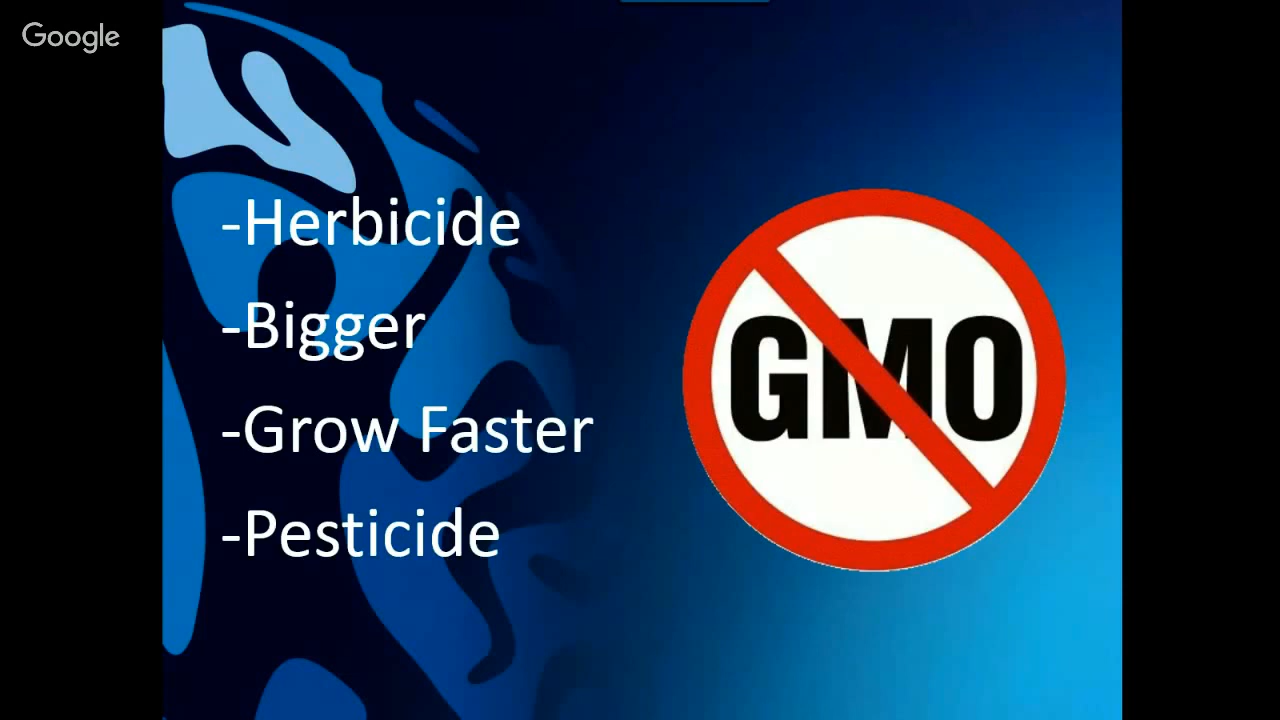 Google
-Herbicide
-Bigger
-Grow Faster
-Pesticide
GMO